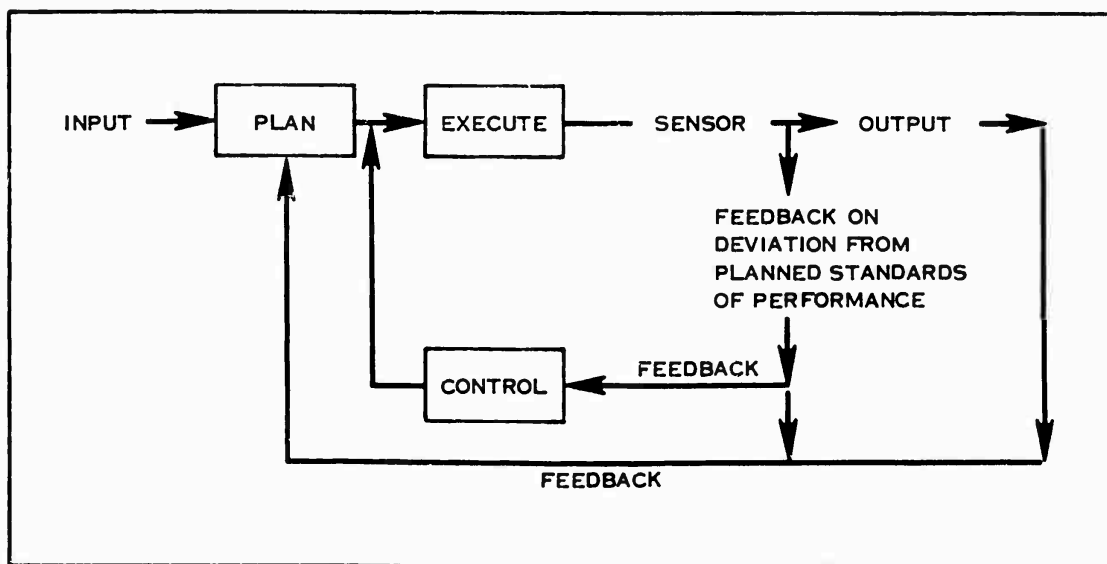 INPUT
PLAN
EXECUTE
SENSOR
OUTPUT
FEEDBACK ON
DEVIATION FROM
PLANNED STANDARDS
OF PERFORMANCE
FEEDBACK
CONTROL
FEEDBACK